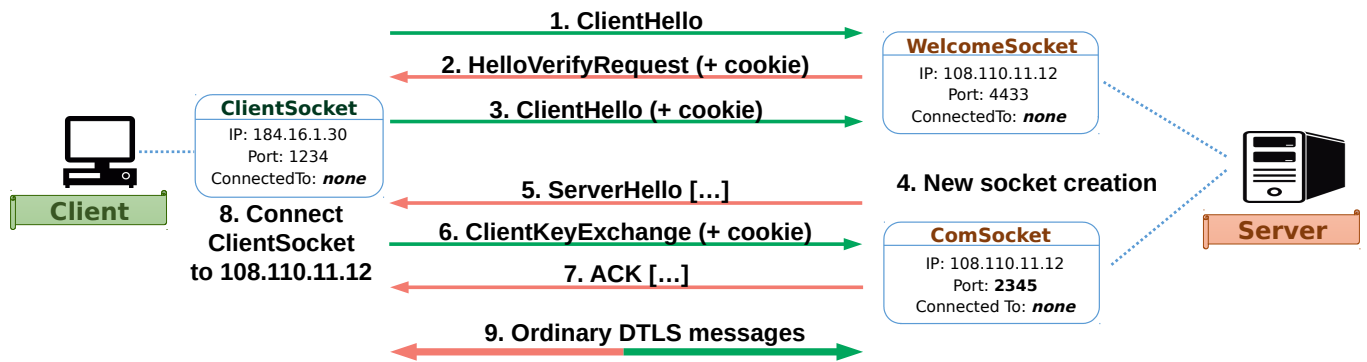 1. ClientHello
WelcomeSocket
IP: 108.110.11.12
Port: 4433
ConnectedTo: none
2. HelloVerifyRequest (+ cookie)
ClientSocket
IP: 184.16.1.30
Port: 1234
ConnectedTo: none
3. ClientHello (+ cookie)
Client
5. ServerHello […]
4. New socket creation
8. Connect
ClientSocket
to 108.110.11.12
6. ClientKeyExchange (+ cookie)
Server
ComSocket
IP: 108.110.11.12
Port: 2345
Connected To: none
7. ACK […]
9. Ordinary DTLS messages